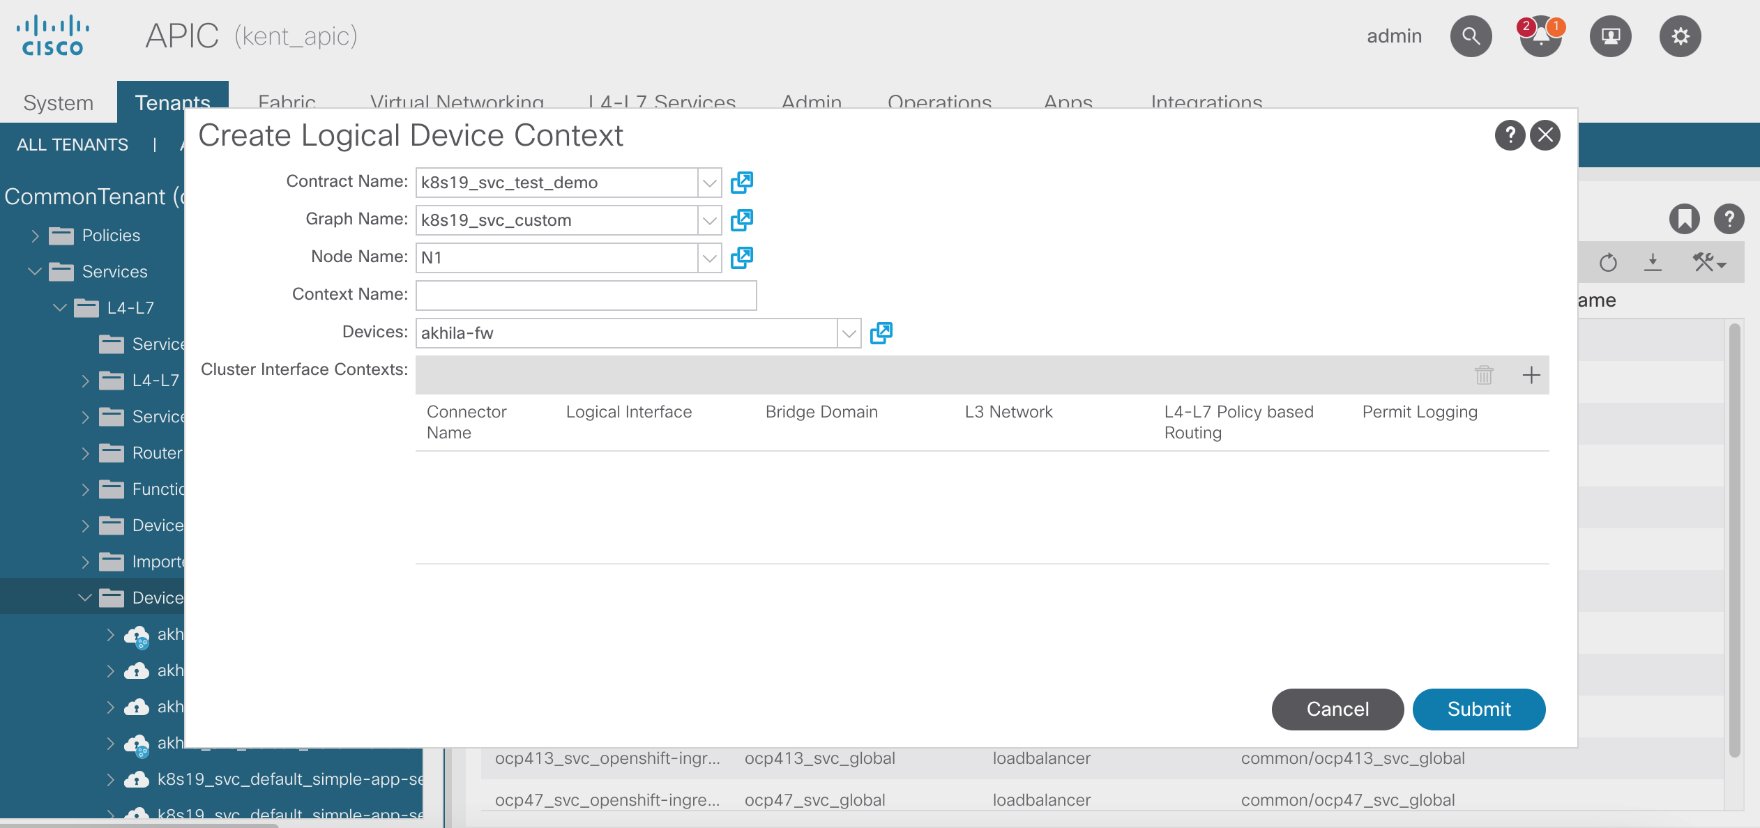 CISCO
APIC (kent_apic)
admin
2
1
System
Tenants
Fabric
Virtual Networking
L4-L7 Services
Admin
Operations
Apps
Integrations
ALL TENANTS |
CommonTenant (
Policies
Services
L4-L7
Service
L4-L7
Service
Router
Functic
Device
Importe
Device
akh
akh
akh
akh
k8s19_svc_default_simple-app-se
k8s19_svc_default_simple-app-se
Create Logical Device Context
?
Contract Name: k8s19_svc_test_demo
Graph Name: k8s19_svc_custom
Node Name: N1
Context Name:
Devices: akhila-fw
Cluster Interface Contexts:
Connector Name
Logical Interface
Bridge Domain
L3 Network
L4-L7 Policy based Routing
Permit Logging
Cancel
Submit
?
ame
ocp413_svc_openshift-ingr... ocp413_svc_global loadbalancer common/ocp413_svc_global
ocp47_svc_openshift-ingre... ocp47_svc_global loadbalancer common/ocp47_svc_global